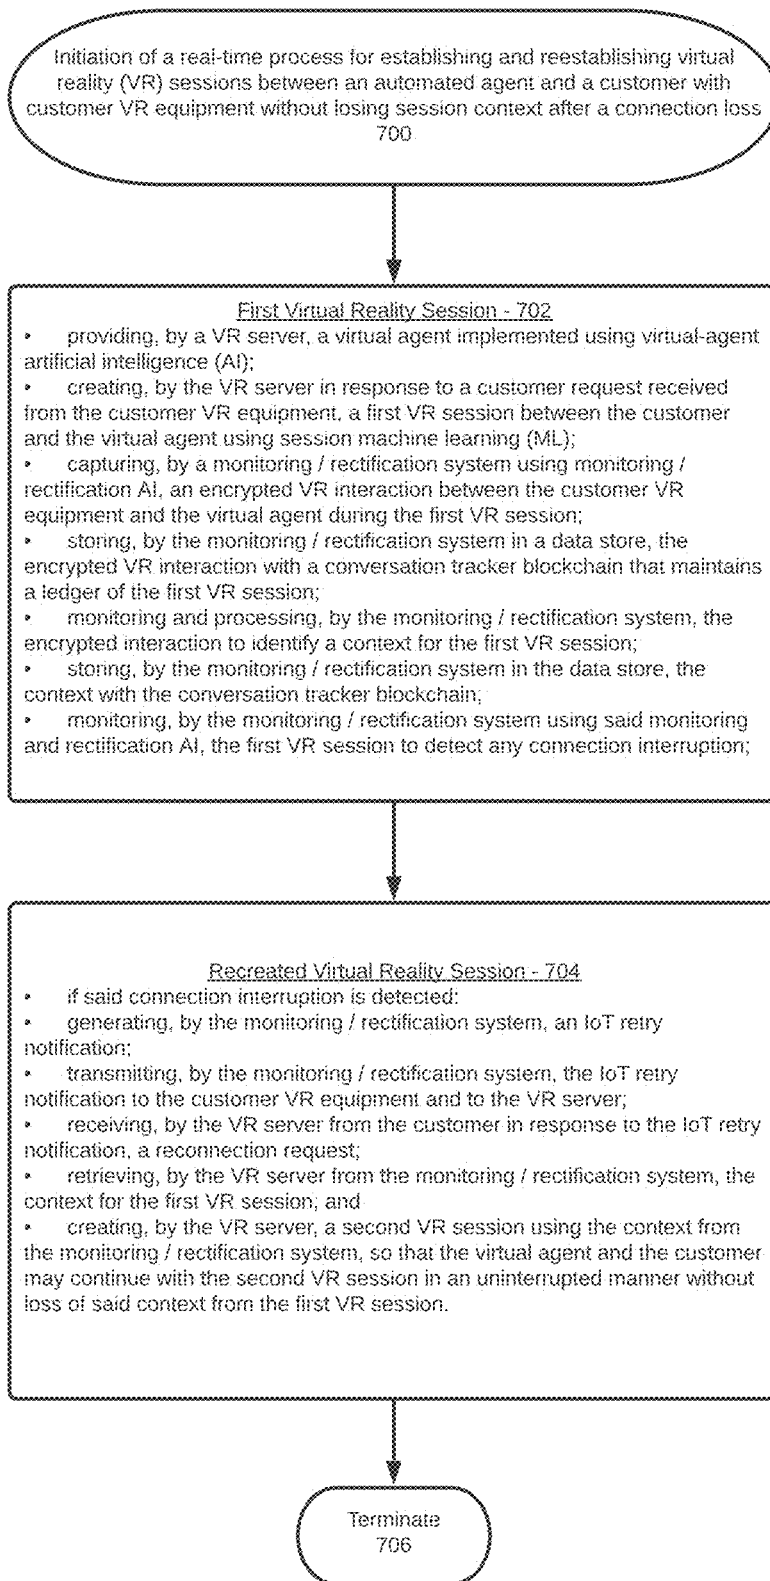 Initiation of a real-time process for establishing and reestablishing virtual
reality (VR) sessions between an automated agent and a customer with
customer VR equipment without losing session context after a connection loss
700
First Virtual Reality Session - 702
• providing, by a VR server, a virtual agent implemented using virtual-agent
artificial intelligence (AI);
• creating, by the VR server in response to a customer request received
from the customer VR equipment, a first VR session between the customer
and the virtual agent using session machine learning (ML);
• capturing, by a monitoring / rectification system using monitoring /
rectification AI, an encrypted VR interaction between the customer VR
equipment and the virtual agent during the first VR session;
• storing, by the monitoring / rectification system in a data store, the
encrypted VR interaction with a conversation tracker blockchain that maintains
a ledger of the first VR session;
• monitoring and processing, by the monitoring / rectification system, the
encrypted interaction to identify a context for the first VR session;
• storing, by the monitoring / rectification system in the data store, the
context with the conversation tracker blockchain;
• monitoring, by the monitoring / rectification system using said monitoring
and rectification AI, the first VR session to detect any connection interruption;
Recreated Virtual Reality Session - 704
• if said connection interruption is detected:
• generating, by the monitoring / rectification system, an IoT retry
notification;
• transmitting, by the monitoring / rectification system, the IoT retry
notification to the customer VR equipment and to the VR server;
• receiving, by the VR server from the customer in response to the IoT retry
notification, a reconnection request;
• retrieving, by the VR server from the monitoring / rectification system, the
context for the first VR session; and
• creating, by the VR server, a second VR session using the context from
the monitoring / rectification system, so that the virtual agent and the customer
may continue with the second VR session in an uninterrupted manner without
loss of said context from the first VR session.
Terminate
706